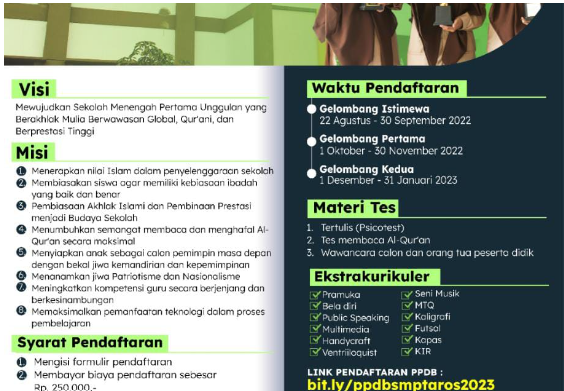 Visi
Mewujudkan Sekolah Menengah Pertama Unggulan yang
Berakhlak Mulia Berwawasan Global, Qur'ani, dan
Berprestasi Tinggi
Misi
1 Menerapkan nilai Islam dalam penyelenggaraan sekolah
2 Membiasakan siswa agar memiliki kebiasaan ibadah
yang baik dan benar
3 Pembiasaan Akhlak Islami dan Pembinaan Prestasi
menjadi Budaya Sekolah
4 Menumbuhkan semangat membaca dan menghafal Al-
Qur'an secara maksimal
5 Menyiapkan anak sebagai calon pemimpin masa depan
dengan bekal jiwa kemandirian dan kepemimpinan
6 Menanamkan jiwa Patriotisme dan Nasionalisme
7 Meningkatkan kompetensi guru secara berjenjang dan
berkesinambungan
8 Memaksimalkan pemanfaatan teknologi dalam proses
pembelajaran
Syarat Pendaftaran
1 Mengisi formulir pendaftaran
2 Membayar biaya pendaftaran sebesar
Rp. 250.000,-
Waktu Pendaftaran
Gelombang Istimewa
22 Agustus - 30 September 2022
Gelombang Pertama
1 Oktober - 30 November 2022
Gelombang Kedua
1 Desember - 31 Januari 2023
Materi Tes
1. Tertulis (Psicotest)
2. Tes membaca Al-Qur'an
3. Wawancara calon dan orang tua peserta didik
Ekstrakurikuler
Pramuka
Bela diri
Public Speaking
Multimedia
Handycraft
Ventriloquist
Seni Musik
MTQ
Kaligrafi
Futsal
Kapas
KIR
LINK PENDAFTARAN PPDB :
bit.ly/ppdbsmptaros2023